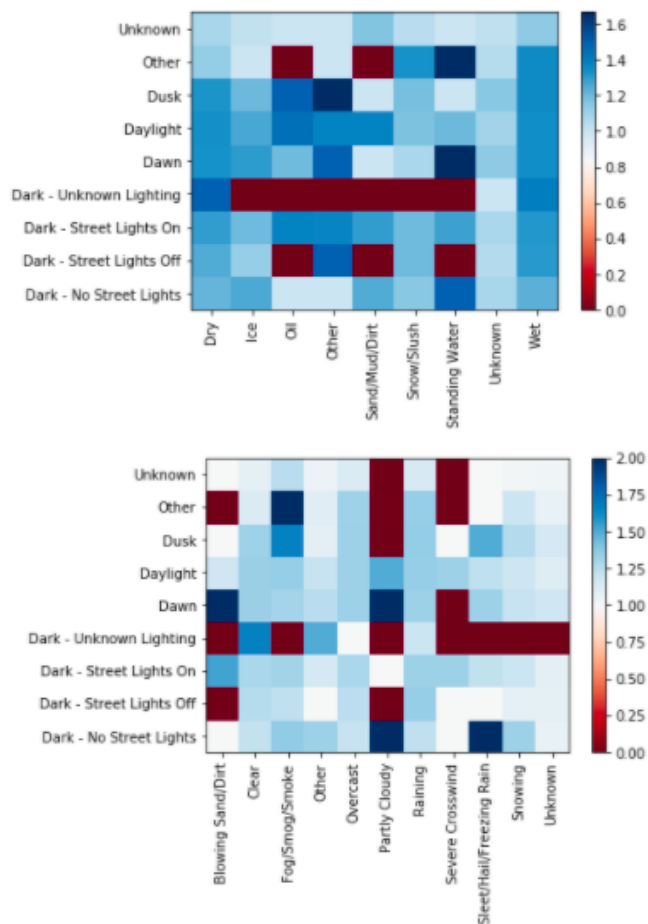 Unknown
Other
Dusk
Daylight
Dawn
Dark - Unknown Lighting
Dark - Street Lights On
Dark - Street Lights Off
Dark - No Street Lights
Dry
Ice
Oil
Other
Sand/Mud/Dirt
Snow/Slush
Standing Water
Unknown
Wet
1.6
1.4
1.2
1.0
0.8
0.6
0.4
0.2
0.0
Unknown
Other
Dusk
Daylight
Dawn
Dark - Unknown Lighting
Dark - Street Lights On
Dark - Street Lights Off
Dark - No Street Lights
Blowing Sand/Dirt
Clear
Fog/Smog/Smoke
Other
Overcast
Partly Cloudy
Raining
Severe Crosswind
Sleet/Hail/Freezing Rain
Snowing
Unknown
2.00
1.75
1.50
1.25
1.00
0.75
0.50
0.25
0.00